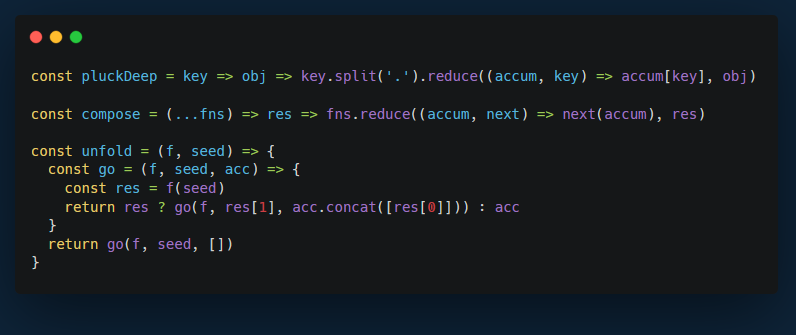 const pluckDeep = key => obj => key.split('.').reduce((accum, key) => accum[key], obj)
const compose = (...fns) => res => fns.reduce((accum, next) => next(accum), res)
const unfold = (f, seed) => {
  const go = (f, seed, acc) => {
    const res = f(seed)
    return res ? go(f, res[1], acc.concat([res[0]])) : acc
  }
  return go(f, seed, [])
}